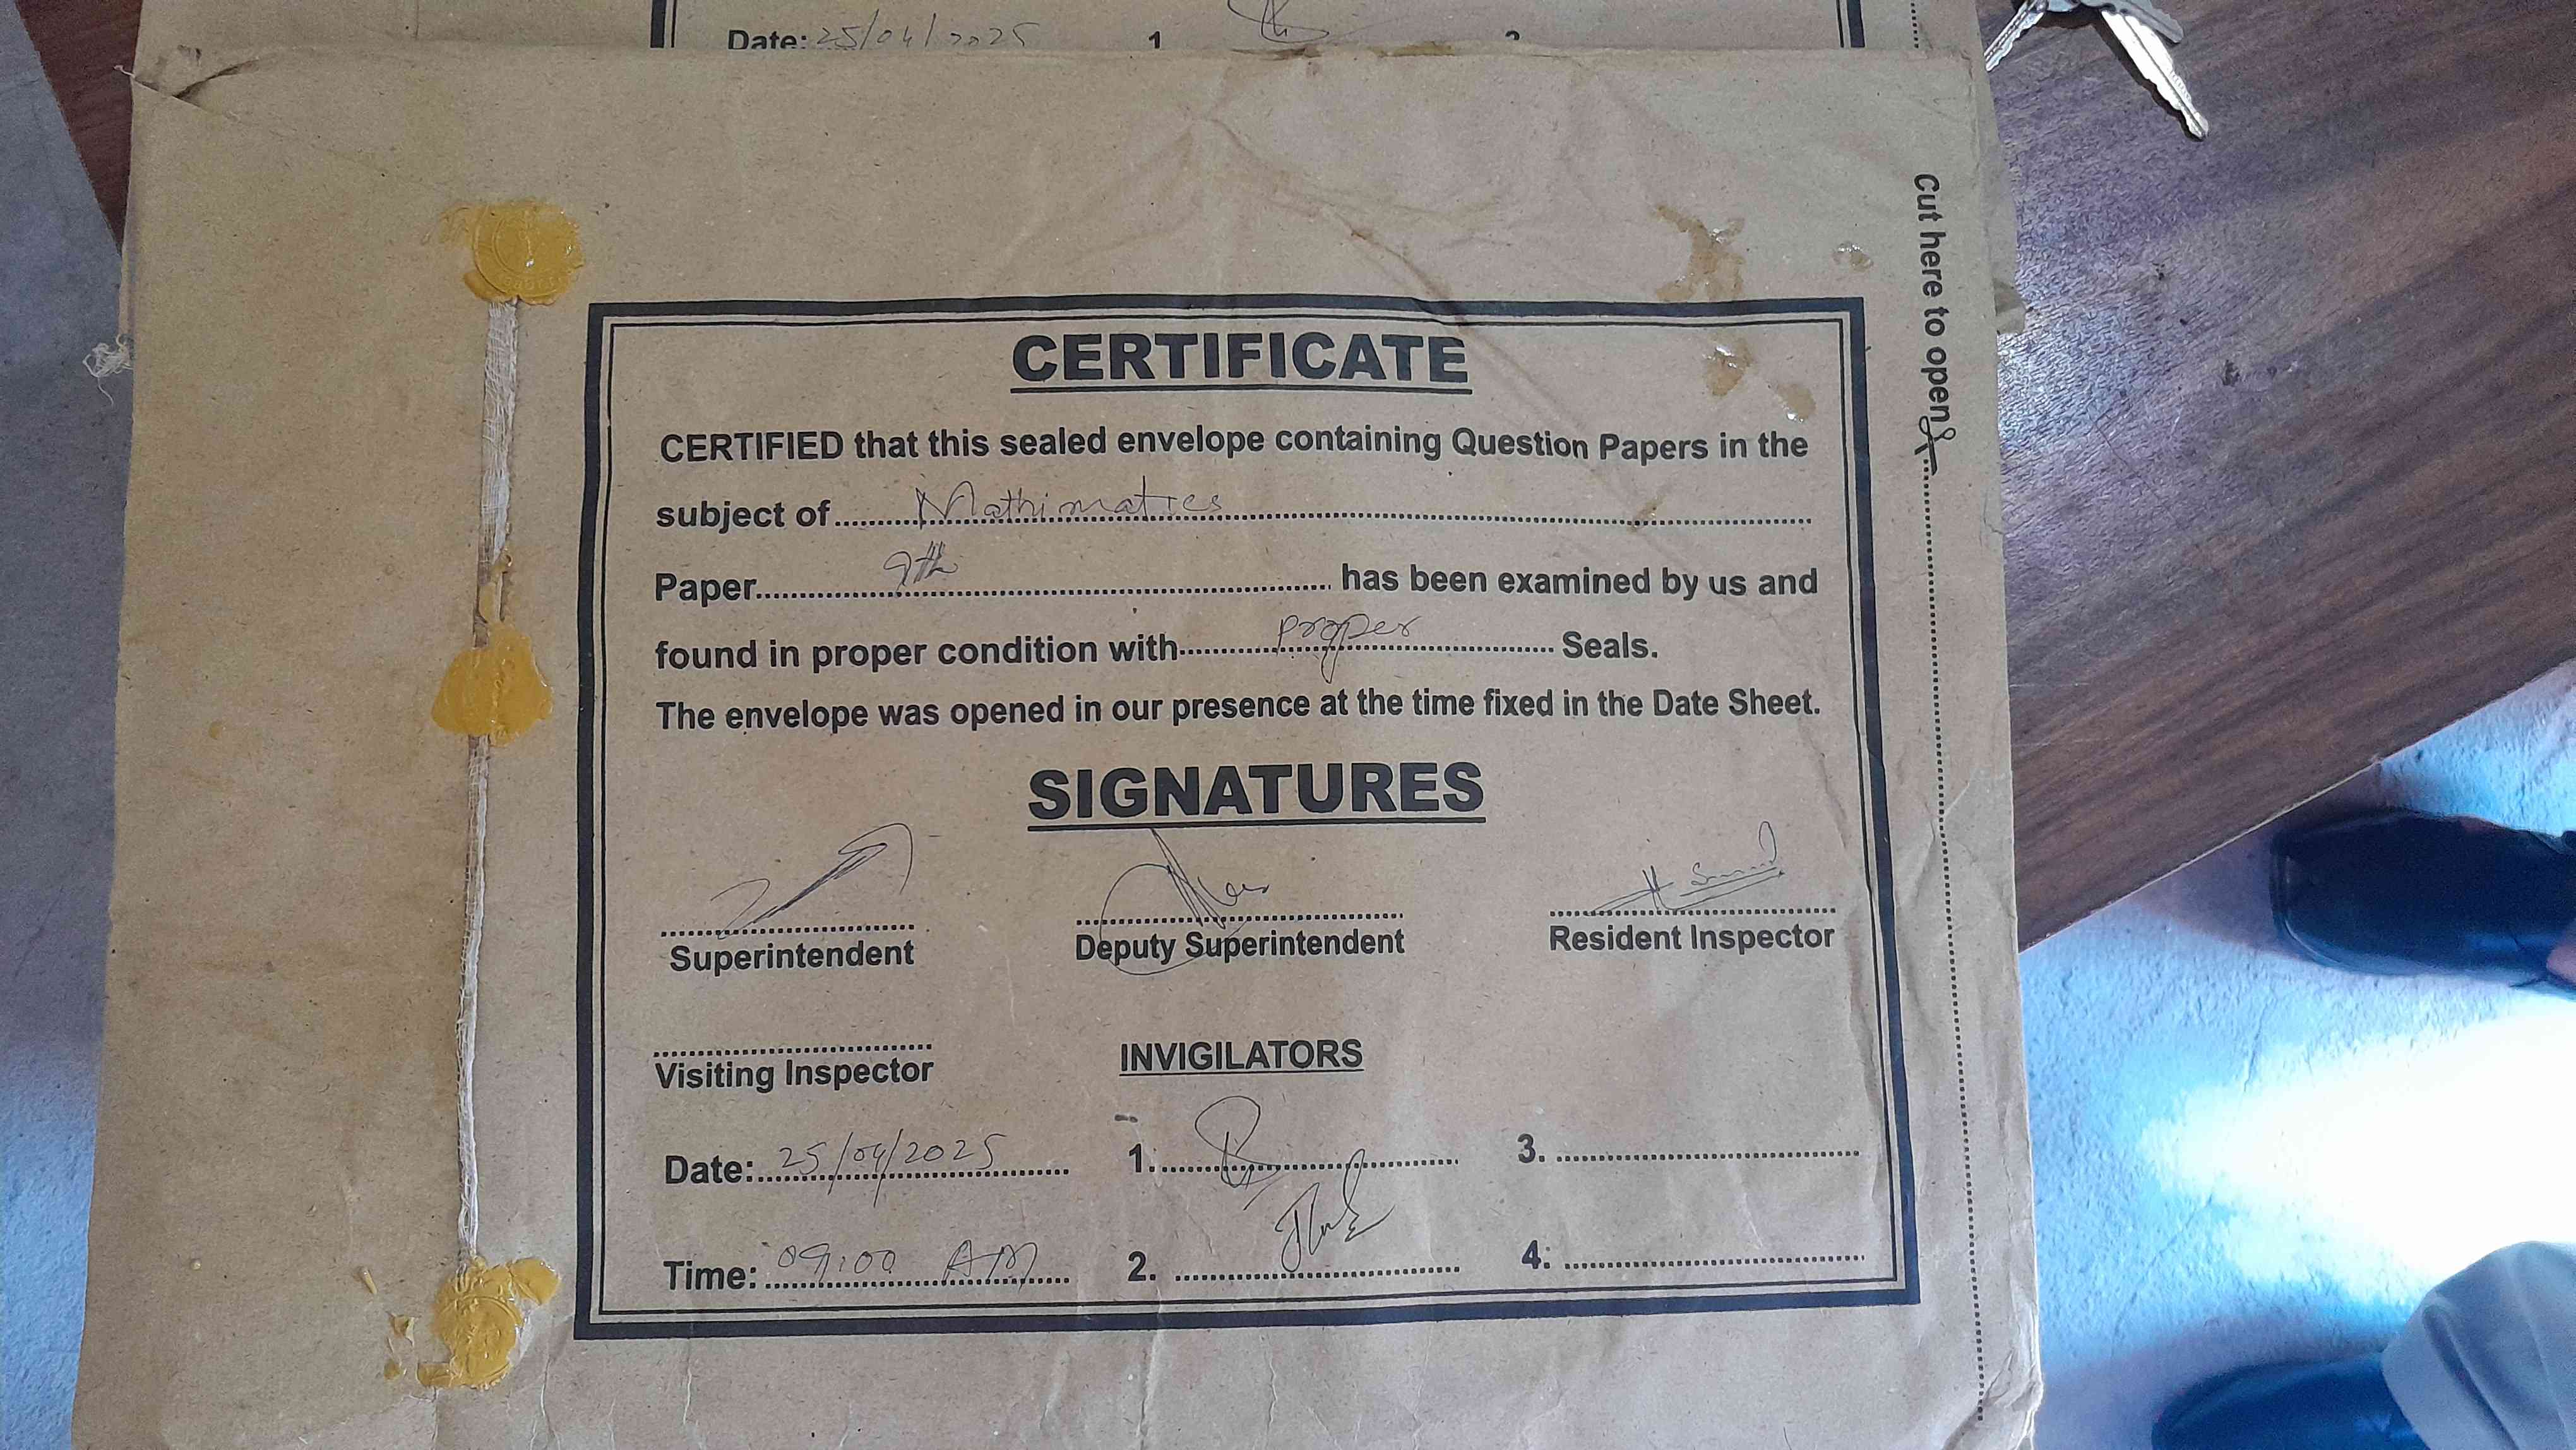 Date: 25/04/2025 1
CERTIFICATE
CERTIFIED that this sealed envelope containing Question Papers in the
subject of Mathimatics
Paper 9th has been examined by us and
found in proper condition with proper Seals.
The envelope was opened in our presence at the time fixed in the Date Sheet.
SIGNATURES
Superintendent Deputy Superintendent Resident Inspector
Visiting Inspector INVIGILATORS
Date: 25/04/2025 1. 3.
Time: 09:00 AM 2. 4.
Cut here to open